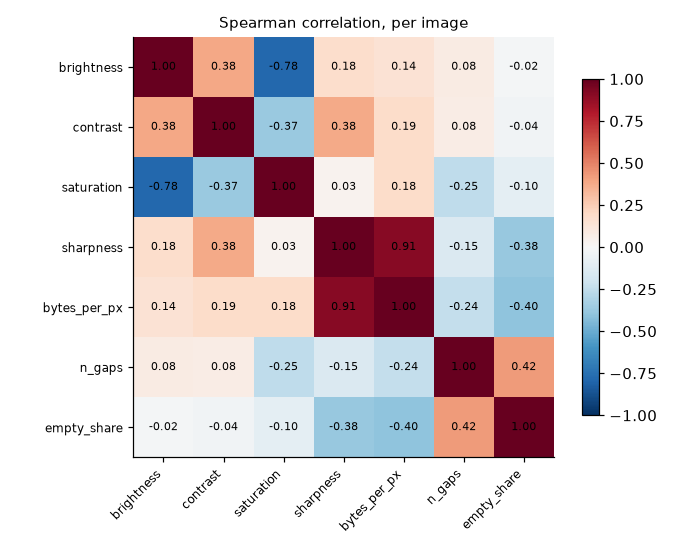 Spearman correlation, per image
brightness 1.00 0.38 -0.78 0.18 0.14 0.08 -0.02
contrast 0.38 1.00 -0.37 0.38 0.19 0.08 -0.04
saturation -0.78 -0.37 1.00 0.03 0.18 -0.25 -0.10
sharpness 0.18 0.38 0.03 1.00 0.91 -0.15 -0.38
bytes_per_px 0.14 0.19 0.18 0.91 1.00 -0.24 -0.40
n_gaps 0.08 0.08 -0.25 -0.15 -0.24 1.00 0.42
empty_share -0.02 -0.04 -0.10 -0.38 -0.40 0.42 1.00
brightness contrast saturation sharpness bytes_per_px n_gaps empty_share
1.00
0.75
0.50
0.25
0.00
−0.25
−0.50
−0.75
−1.00